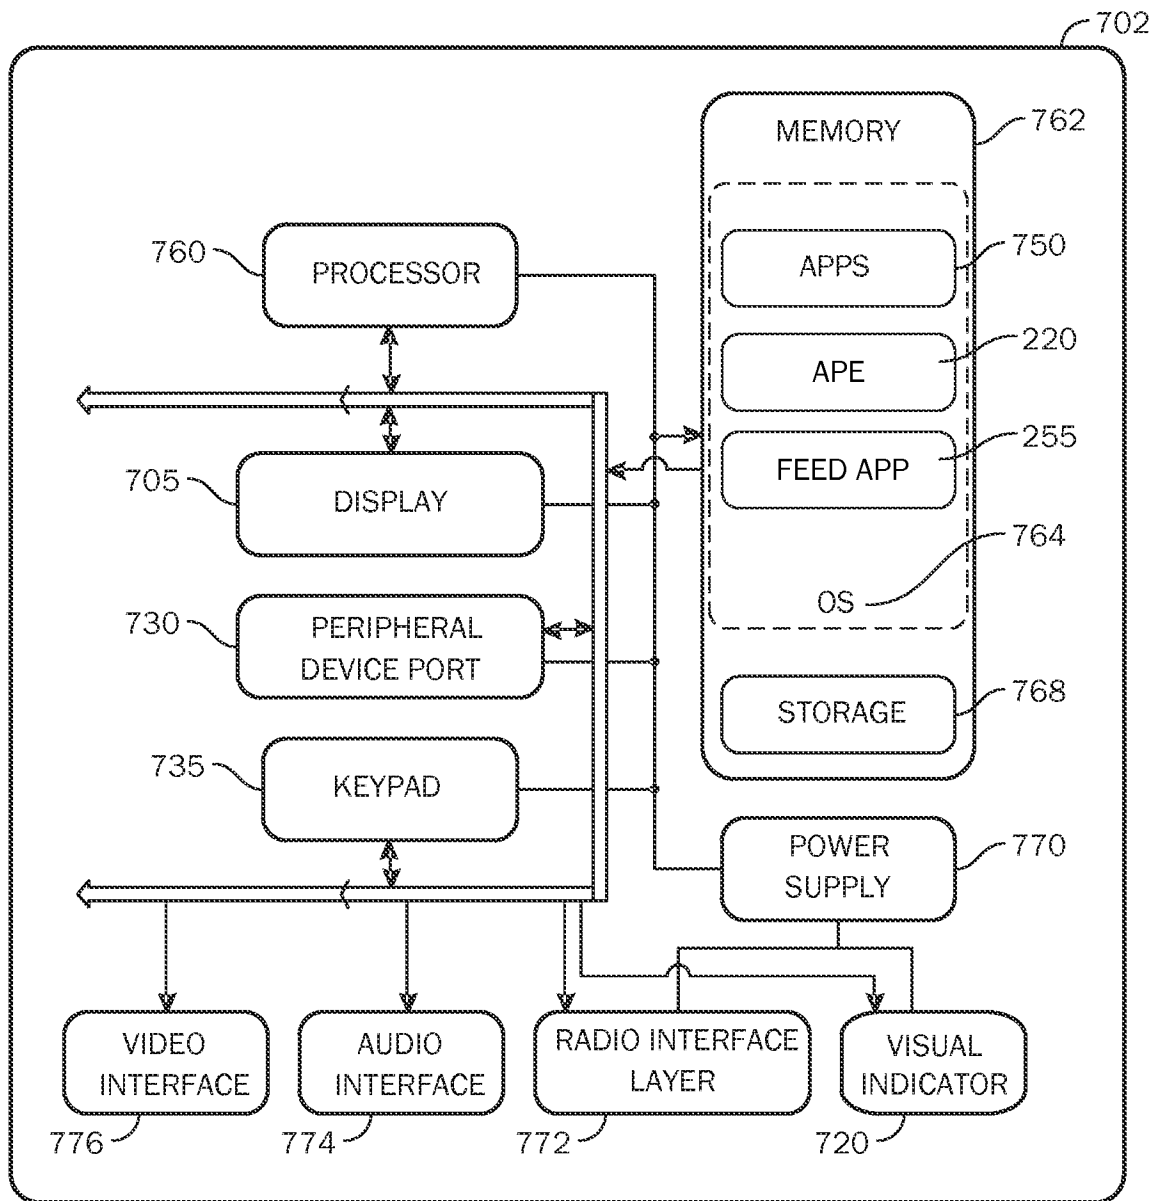 702
MEMORY
762
APPS
750
760
PROCESSOR
APE
220
FEED APP
255
705
DISPLAY
764
OS
730
PERIPHERAL
DEVICE PORT
STORAGE
768
735
KEYPAD
POWER
SUPPLY
770
VIDEO
INTERFACE
AUDIO
INTERFACE
RADIO INTERFACE
LAYER
VISUAL
INDICATOR
776
774
772
720